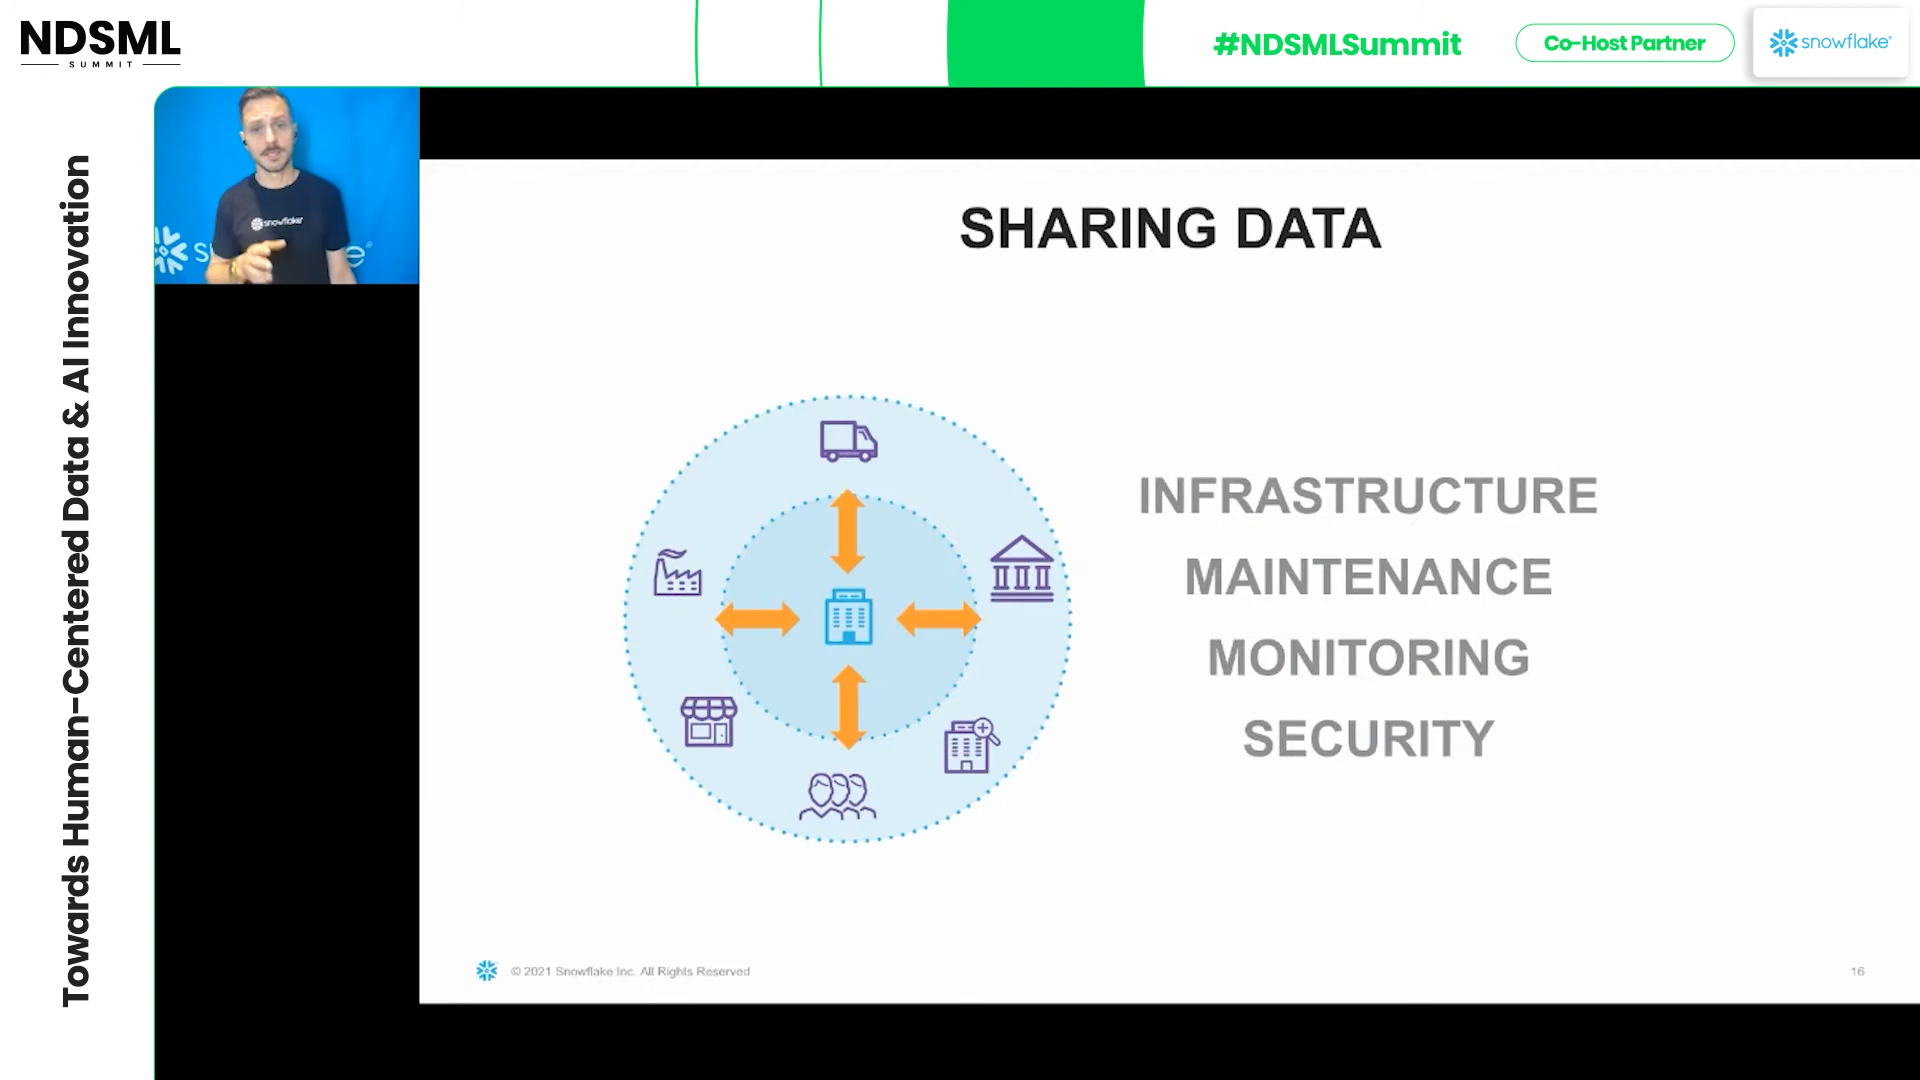 NDSML
SUMMIT
#NDSMLSummit
Co-Host Partner
snowflake®
Towards Human-Centered Data & AI Innovation
snowflake
SHARING DATA
INFRASTRUCTURE
MAINTENANCE
MONITORING
SECURITY
© 2021 Snowflake Inc. All Rights Reserved
16